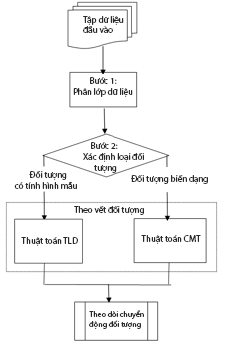 Tập dữ liệu
đầu vào
Bước 1:
Phân lớp dữ liệu
Bước 2:
Xác định loại đối
tượng
Đối tượng
có tính hình mẫu
Đối tượng biến dạng
Theo vết đối tượng
Thuật toán TLD
Thuật toán CMT
Theo dõi chuyển
động đối tượng